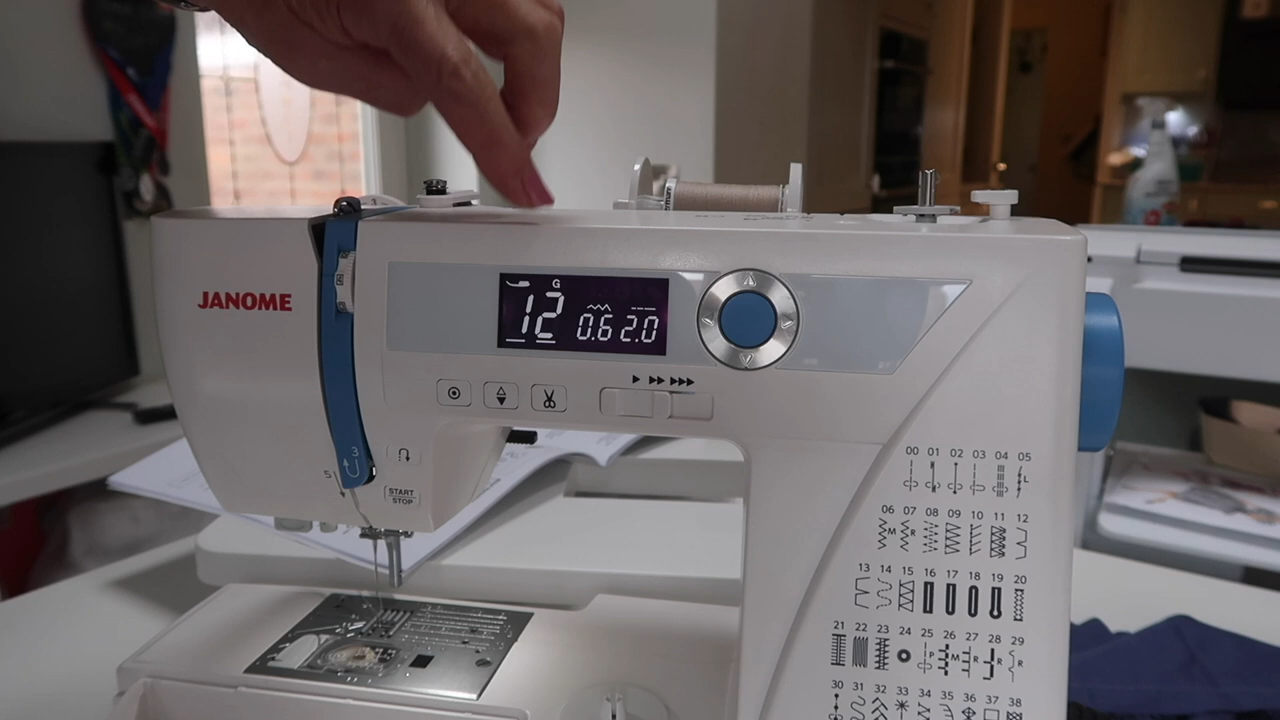 JANOME
G
12 0.6 2.0
3
5
START
STOP
00 01 02 03 04 05
L
06 07 08 09 10 11 12
M R
13 14 15 16 17 18 19 20
21 22 23 24 25 26 27 28 29
P M R R R
30 31 32 33 34 35 36 37 38